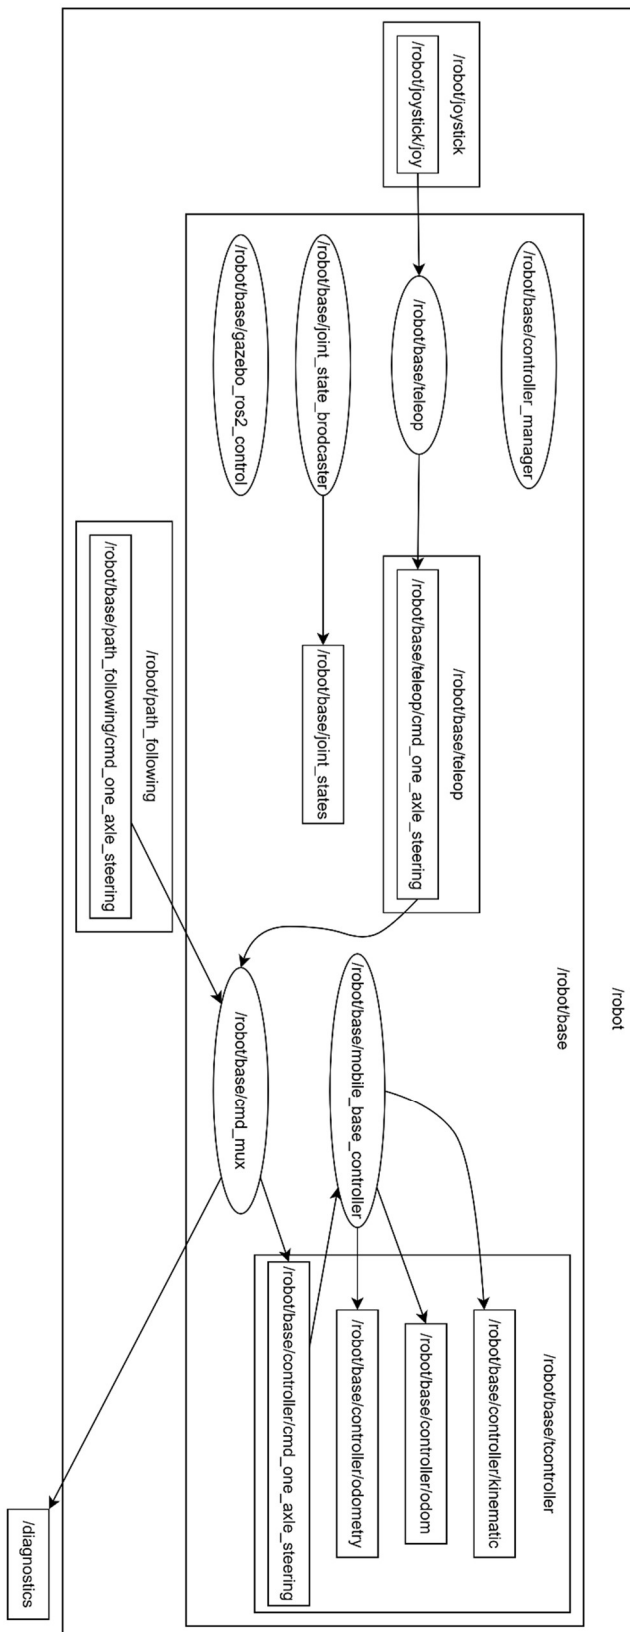 /robot
/robot/base
/robot/joystick
/robot/joystick/joy
/robot/base/controller_manager
/robot/base/teleop
/robot/base/joint_state_brodcaster
/robot/base/gazebo_ros2_control
/robot/base/teleop
/robot/base/teleop/cmd_one_axle_steering
/robot/base/joint_states
/robot/path_following
/robot/base/path_following/cmd_one_axle_steering
/robot/base/mobile_base_controller
/robot/base/cmd_mux
/robot/base/tcontroller
/robot/base/controller/kinematic
/robot/base/controller/odom
/robot/base/controller/odometry
/robot/base/controller/cmd_one_axle_steering
/diagnostics